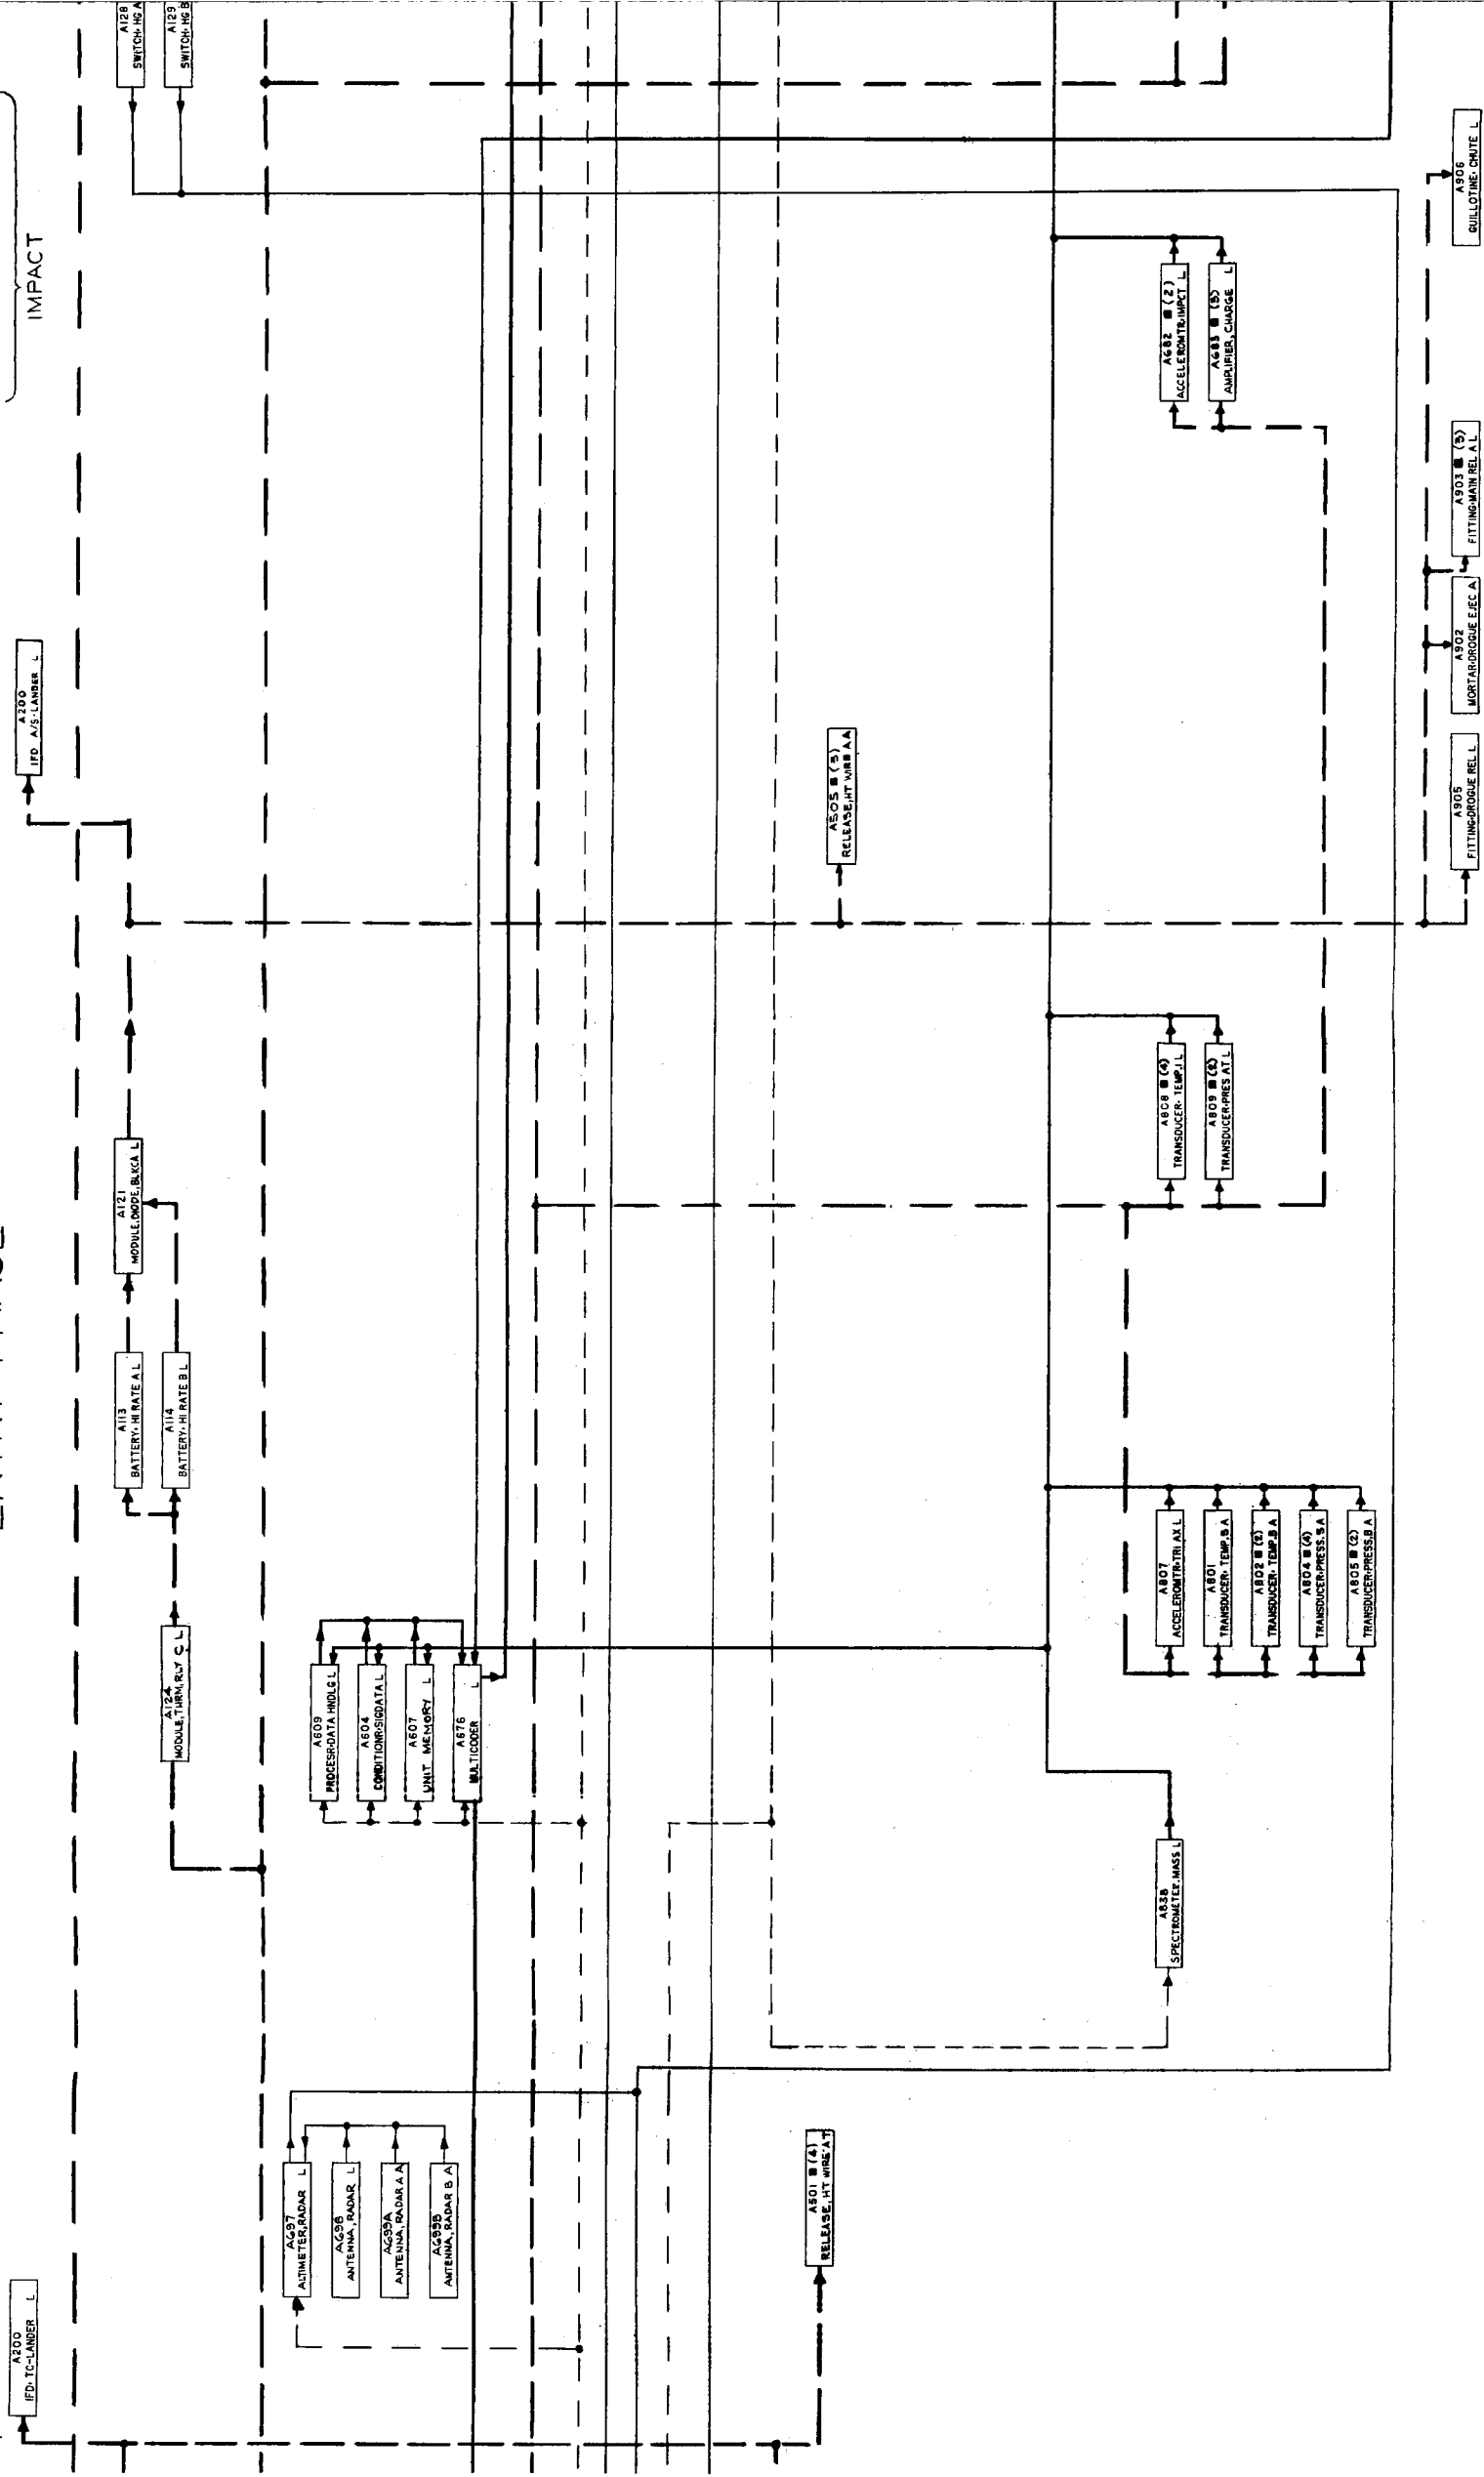 IMPACT
A128
SWITCH, HG A
A129
SWITCH, HG B
A200
IFD A/S-LANDER L
A121
MODULE, DIODE, BLKCA L
A113
BATTERY, HI RATE A L
A114
BATTERY, HI RATE B L
A124
MODULE, THRM, RLY C L
A200
IFD, TC-LANDER L
A609
PROCESR-DATA HNDLG L
A604
CONDITIONR-SIGDATA L
A607
UNIT MEMORY L
A676
MULTICODER L
A697
ALTIMETER, RADAR L
A698
ANTENNA, RADAR L
A699A
ANTENNA, RADAR A A
A699B
ANTENNA, RADAR B A
A505 ■ (3)
RELEASE, HT WIRE A A
A501 ■ (4)
RELEASE, HT WIRE AT
A682 ■ (2)
ACCELEROMTR, IMPCT L
A683 ■ (3)
AMPLIFIER, CHARGE L
A808 ■ (4)
TRANSDUCER, TEMP, I L
A809 ■ (2)
TRANSDUCER-PRES AT L
A807
ACCELEROMTR-TRI AX L
A801
TRANSDUCER, TEMP, S A
A802 ■ (2)
TRANSDUCER, TEMP, B A
A804 ■ (4)
TRANSDUCER-PRESS. S A
A805 ■ (2)
TRANSDUCER-PRESS, B A
A838
SPECTROMETER, MASS L
A906
GUILLOTINE, CHUTE L
A903 ■ (3)
FITTING-MAIN REL A L
A902
MORTAR-DROGUE EJEC A
A905
FITTING-DROGUE REL L